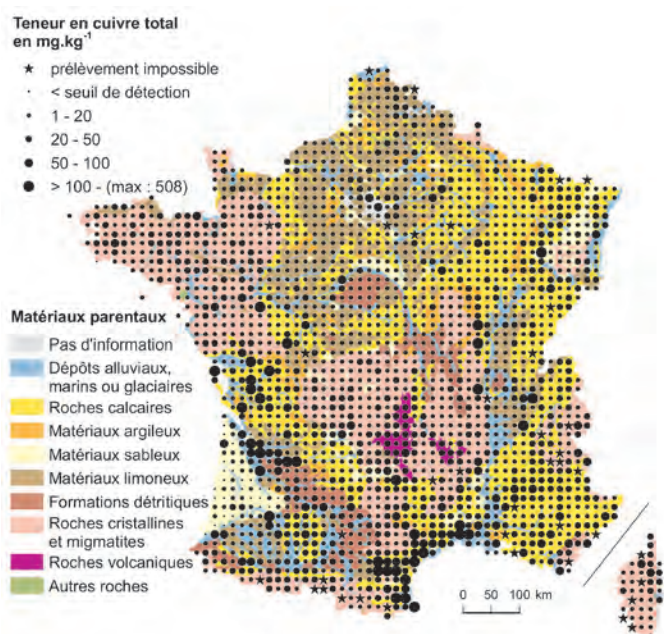 Teneur en cuivre total
en mg.kg⁻¹
prélèvement impossible
< seuil de détection
1 - 20
20 - 50
50 - 100
> 100 - (max : 508)
Matériaux parentaux
Pas d'information
Dépôts alluviaux,
marins ou glaciaires
Roches calcaires
Matériaux argileux
Matériaux sableux
Matériaux limoneux
Formations détritiques
Roches cristallines
et migmatites
Roches volcaniques
Autres roches
0 50 100 km